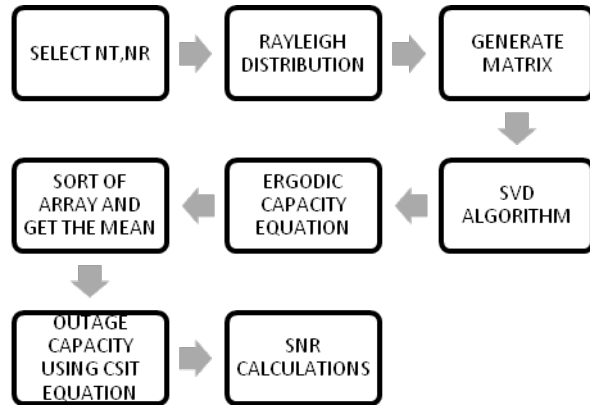 SELECT NT,NR
RAYLEIGH
DISTRIBUTION
GENERATE
MATRIX
SVD
ALGORITHM
ERGODIC
CAPACITY
EQUATION
SORT OF
ARRAY AND
GET THE MEAN
OUTAGE
CAPACITY
USING CSIT
EQUATION
SNR
CALCULATIONS